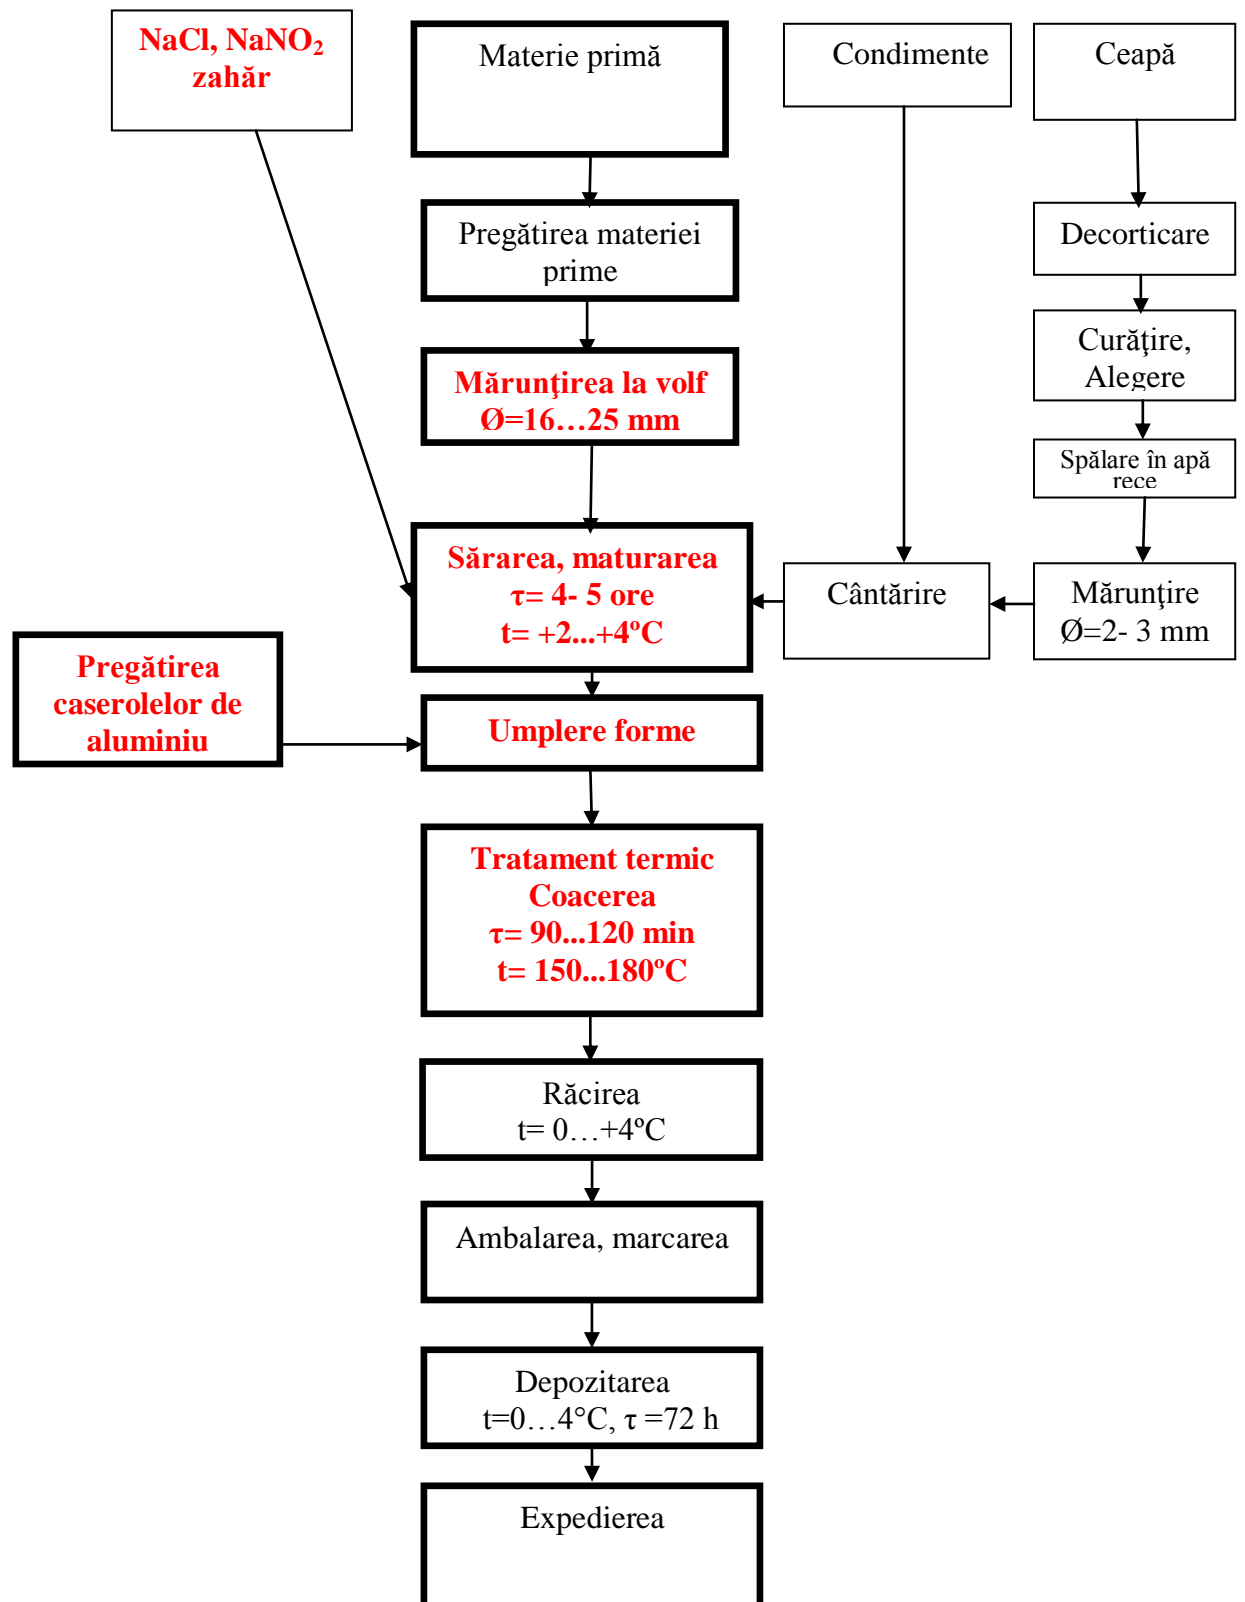 NaCl, NaNO₂
zahăr
Materie primă
Condimente
Ceapă
Pregătirea materiei
prime
Decorticare
Mărunţirea la volf
Ø=16…25 mm
Curăţire,
Alegere
Spălare în apă
rece
Sărarea, maturarea
τ= 4- 5 ore
t= +2...+4ºC
Cântărire
Mărunţire
Ø=2- 3 mm
Pregătirea
caserolelor de
aluminiu
Umplere forme
Tratament termic
Coacerea
τ= 90...120 min
t= 150...180ºC
Răcirea
t= 0…+4ºC
Ambalarea, marcarea
Depozitarea
t=0…4°C, τ =72 h
Expedierea